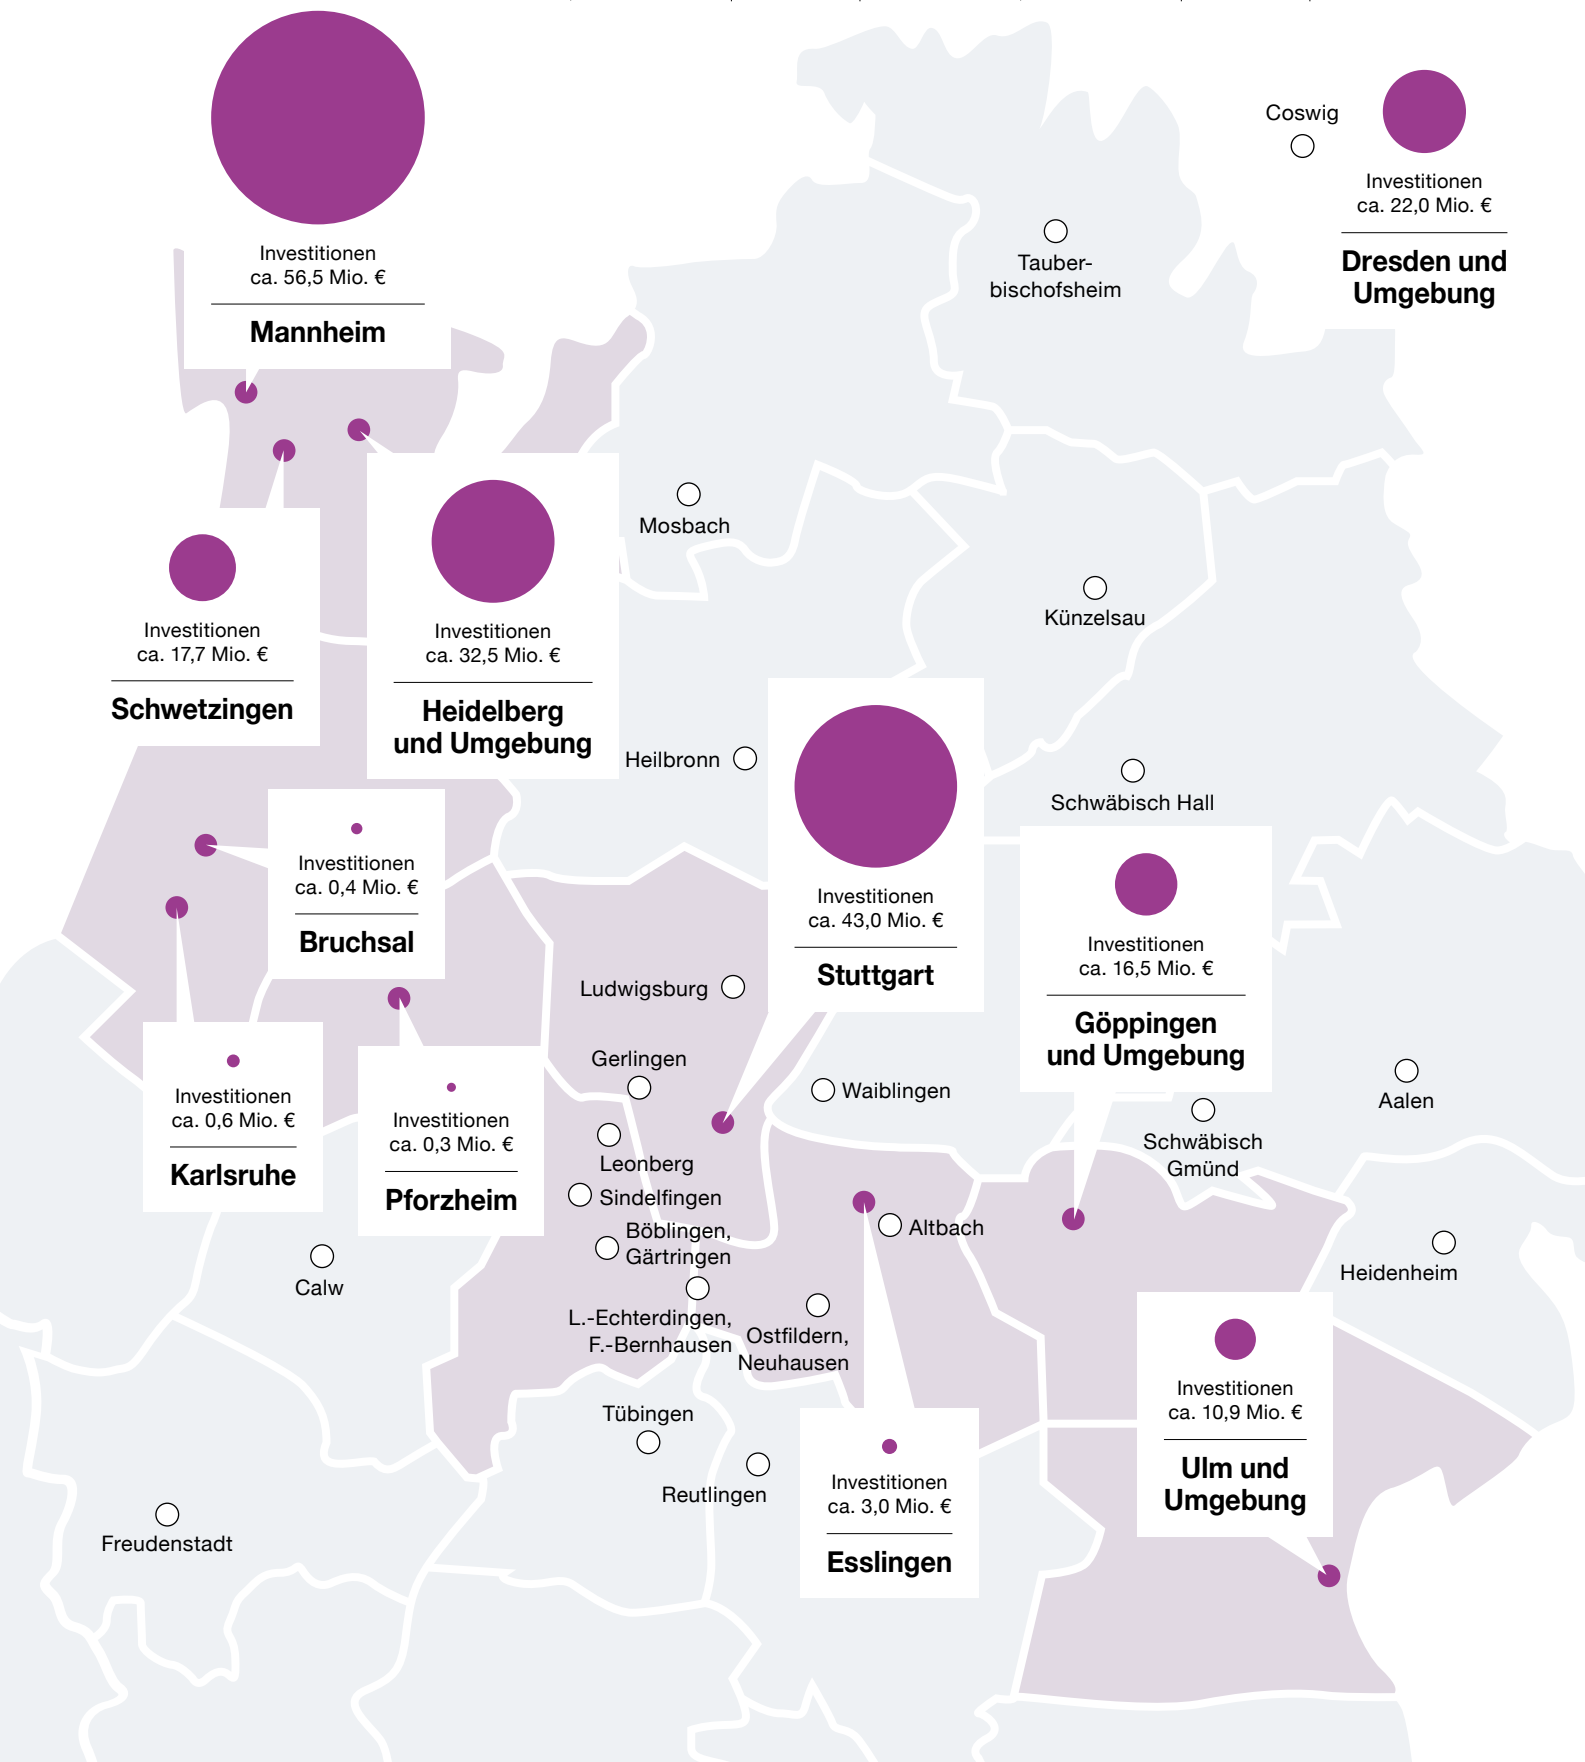 Coswig
Investitionen
ca. 22,0 Mio. €
Dresden und
Umgebung
Investitionen
ca. 56,5 Mio. €
Mannheim
Tauber-
bischofsheim
Mosbach
Künzelsau
Investitionen
ca. 17,7 Mio. €
Schwetzingen
Investitionen
ca. 32,5 Mio. €
Heidelberg
und Umgebung
Heilbronn
Schwäbisch Hall
Investitionen
ca. 0,4 Mio. €
Bruchsal
Investitionen
ca. 43,0 Mio. €
Stuttgart
Investitionen
ca. 16,5 Mio. €
Göppingen
und Umgebung
Ludwigsburg
Gerlingen
Waiblingen
Aalen
Investitionen
ca. 0,6 Mio. €
Karlsruhe
Investitionen
ca. 0,3 Mio. €
Pforzheim
Leonberg
Schwäbisch
Gmünd
Sindelfingen
Böblingen,
Gärtringen
Altbach
Heidenheim
Calw
L.-Echterdingen,
F.-Bernhausen
Ostfildern,
Neuhausen
Investitionen
ca. 10,9 Mio. €
Ulm und
Umgebung
Tübingen
Reutlingen
Investitionen
ca. 3,0 Mio. €
Esslingen
Freudenstadt